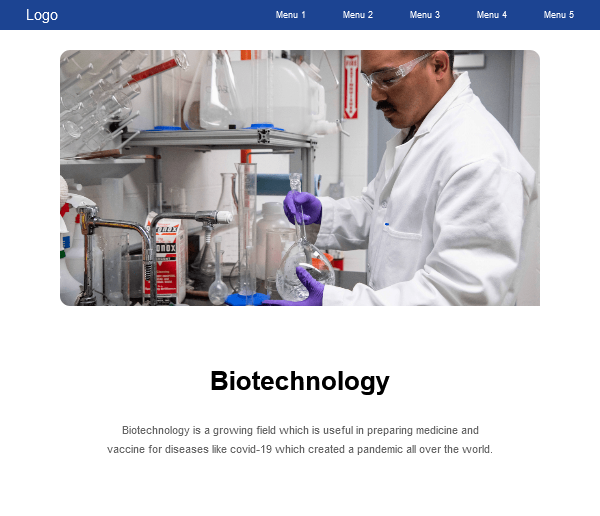 Logo
Menu 1
Menu 2
Menu 3
Menu 4
Menu 5
Biotechnology
Biotechnology is a growing field which is useful in preparing medicine and
vaccine for diseases like covid-19 which created a pandemic all over the world.